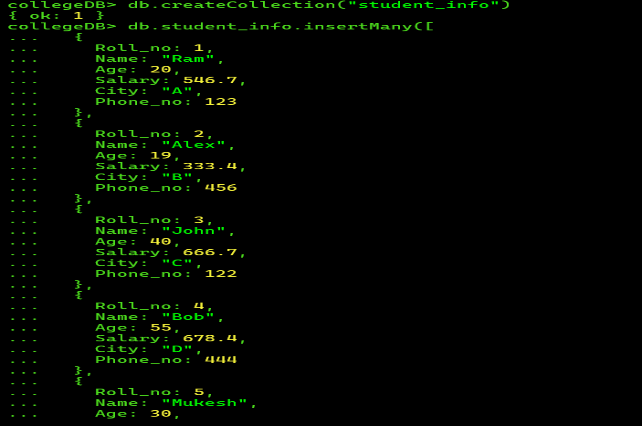 collegeDB> db.createCollection("student_info")
{ ok: 1 }
collegeDB> db.student_info.insertMany([
... {
... Roll_no: 1,
... Name: "Ram",
... Age: 20,
... Salary: 546.7,
... City: "A",
... Phone_no: 123
... },
... {
... Roll_no: 2,
... Name: "Alex",
... Age: 19,
... Salary: 333.4,
... City: "B",
... Phone_no: 456
... },
... {
... Roll_no: 3,
... Name: "John",
... Age: 40,
... Salary: 666.7,
... City: "C",
... Phone_no: 122
... },
... {
... Roll_no: 4,
... Name: "Bob",
... Age: 55,
... Salary: 678.4,
... City: "D",
... Phone_no: 444
... },
... {
... Roll_no: 5,
... Name: "Mukesh",
... Age: 30,